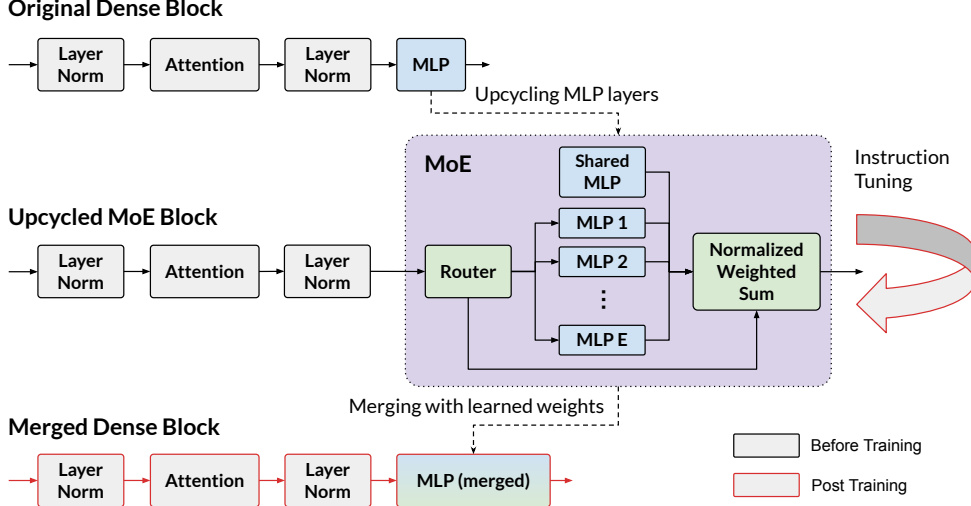 Original Dense Block
Layer
Norm
Attention
Layer
Norm
MLP
Upcycling MLP layers
MoE
Shared
MLP
Instruction
Tuning
Upcycled MoE Block
MLP 1
Layer
Norm
Attention
Layer
Norm
Router
MLP 2
Normalized
Weighted
Sum
MLP E
Merging with learned weights
Merged Dense Block
Before Training
Layer
Norm
Attention
Layer
Norm
MLP (merged)
Post Training